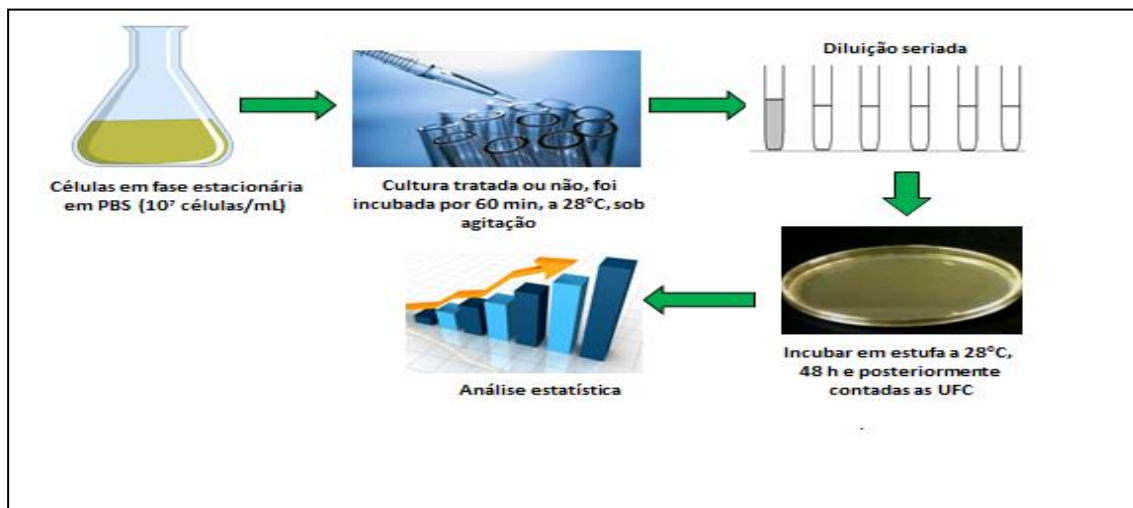 Células em fase estacionária
em PBS (10⁷ células/mL)
Cultura tratada ou não, foi
incubada por 60 min, a 28°C, sob
agitação
Diluição seriada
Incubar em estufa a 28°C,
48 h e posteriormente
contadas as UFC
Análise estatística